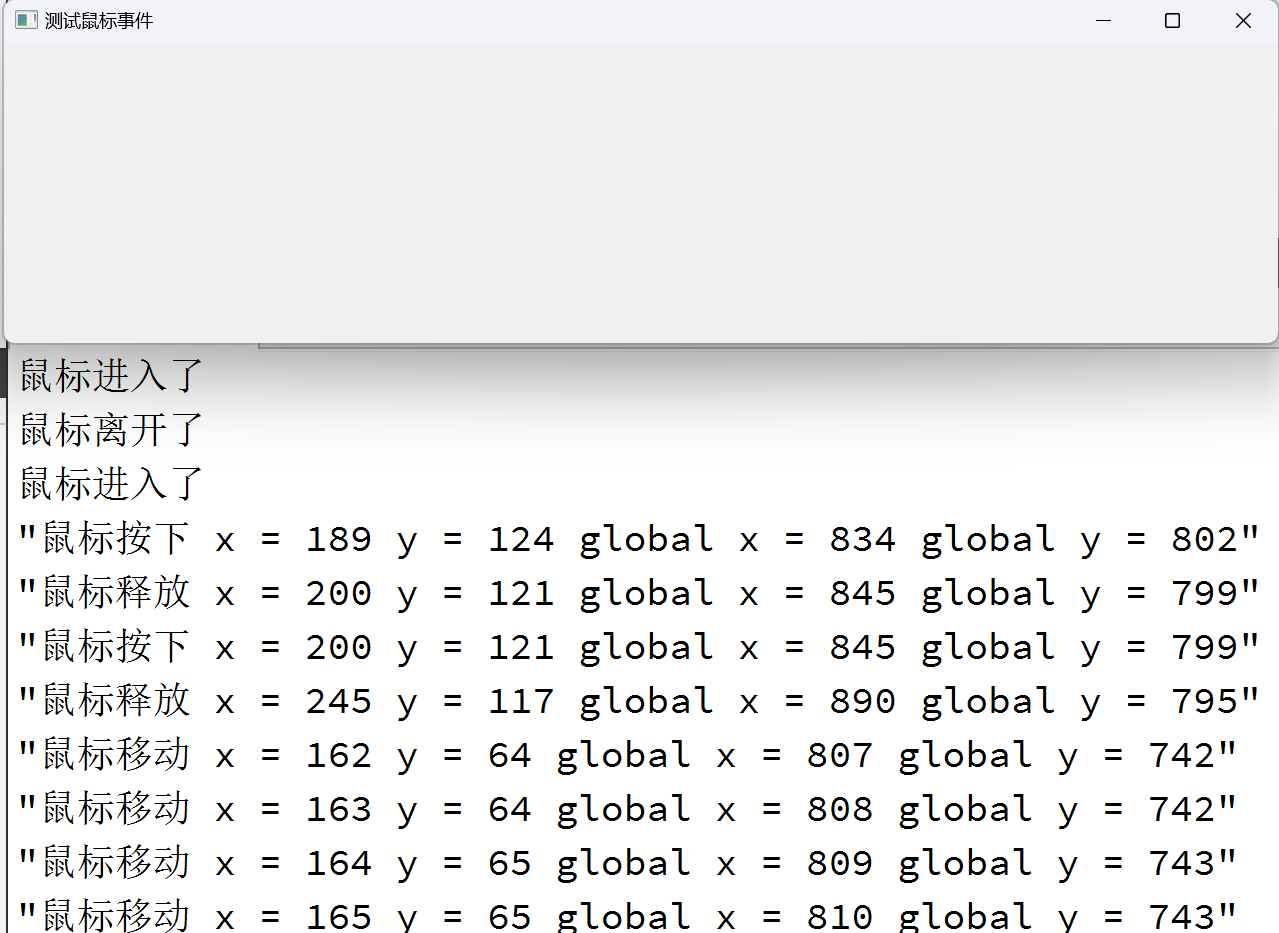 测试鼠标事件
鼠标进入了
鼠标离开了
鼠标进入了
"鼠标按下 x = 189 y = 124 global x = 834 global y = 802"
"鼠标释放 x = 200 y = 121 global x = 845 global y = 799"
"鼠标按下 x = 200 y = 121 global x = 845 global y = 799"
"鼠标释放 x = 245 y = 117 global x = 890 global y = 795"
"鼠标移动 x = 162 y = 64 global x = 807 global y = 742"
"鼠标移动 x = 163 y = 64 global x = 808 global y = 742"
"鼠标移动 x = 164 y = 65 global x = 809 global y = 743"
"鼠标移动 x = 165 y = 65 global x = 810 global y = 743"